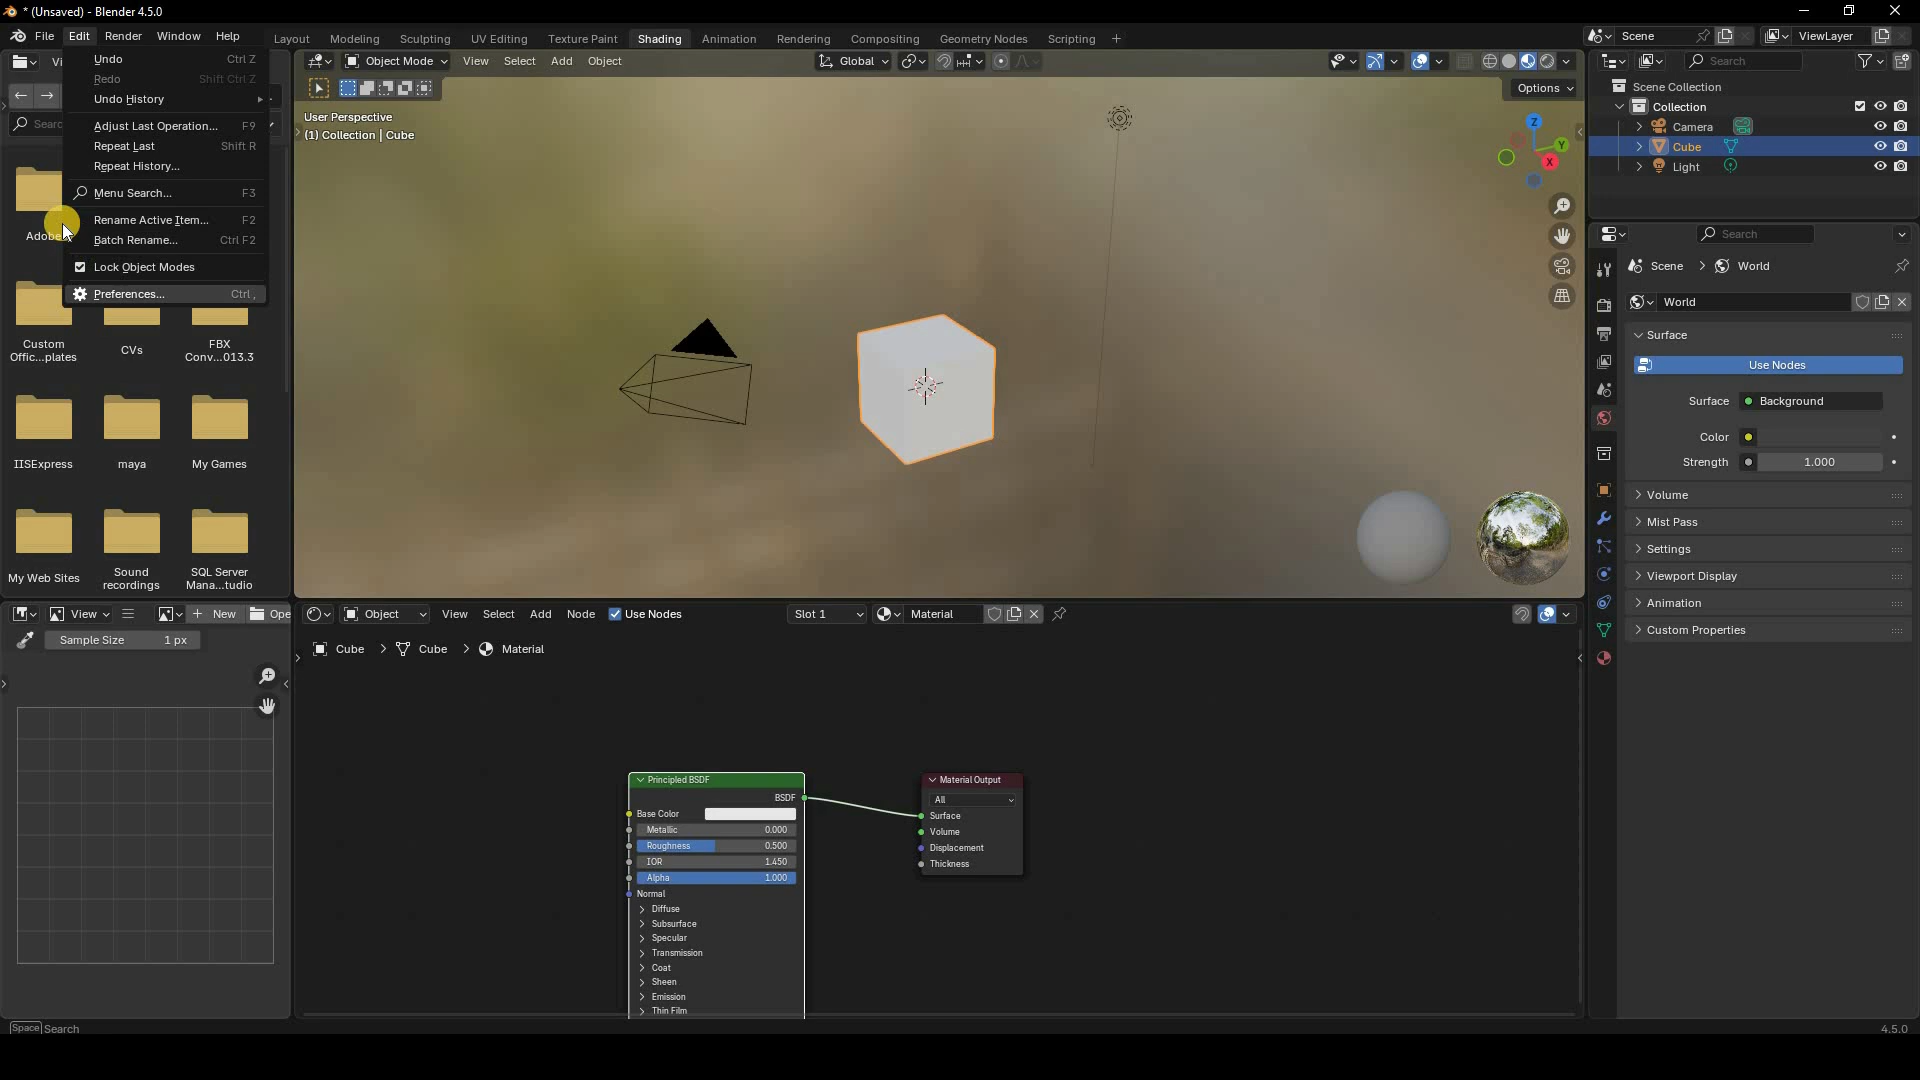 * (Unsaved) - Blender 4.5.0
File Edit Render Window Help Layout Modeling Sculpting UV Editing Texture Paint Shading Animation Rendering Compositing Geometry Nodes Scripting + Scene ViewLayer
Undo Ctrl Z
Redo Shift Ctrl Z
Undo History
Adjust Last Operation... F9
Repeat Last Shift R
Repeat History...
Menu Search... F3
Rename Active Item... F2
Batch Rename... Ctrl F2
Lock Object Modes
Preferences... Ctrl ,
Adobe
Custom Offic...plates
CVs
FBX Conv...013.3
IISExpress
maya
My Games
My Web Sites
Sound recordings
SQL Server Mana...tudio
Object Mode View Select Add Object Global
Options
User Perspective
(1) Collection | Cube
Z
Y
X
Search
Scene Collection
Collection
Camera
Cube
Light
Search
Scene > World
World
Surface
Use Nodes
Surface Background
Color
Strength 1.000
Volume
Mist Pass
Settings
Viewport Display
Animation
Custom Properties
View + New Ope
Sample Size 1 px
Object View Select Add Node Use Nodes Slot 1 Material
Cube > Cube > Material
Principled BSDF
BSDF
Base Color
Metallic 0.000
Roughness 0.500
IOR 1.450
Alpha 1.000
Normal
Diffuse
Subsurface
Specular
Transmission
Coat
Sheen
Emission
Thin Film
Material Output
All
Surface
Volume
Displacement
Thickness
Space Search
4.5.0